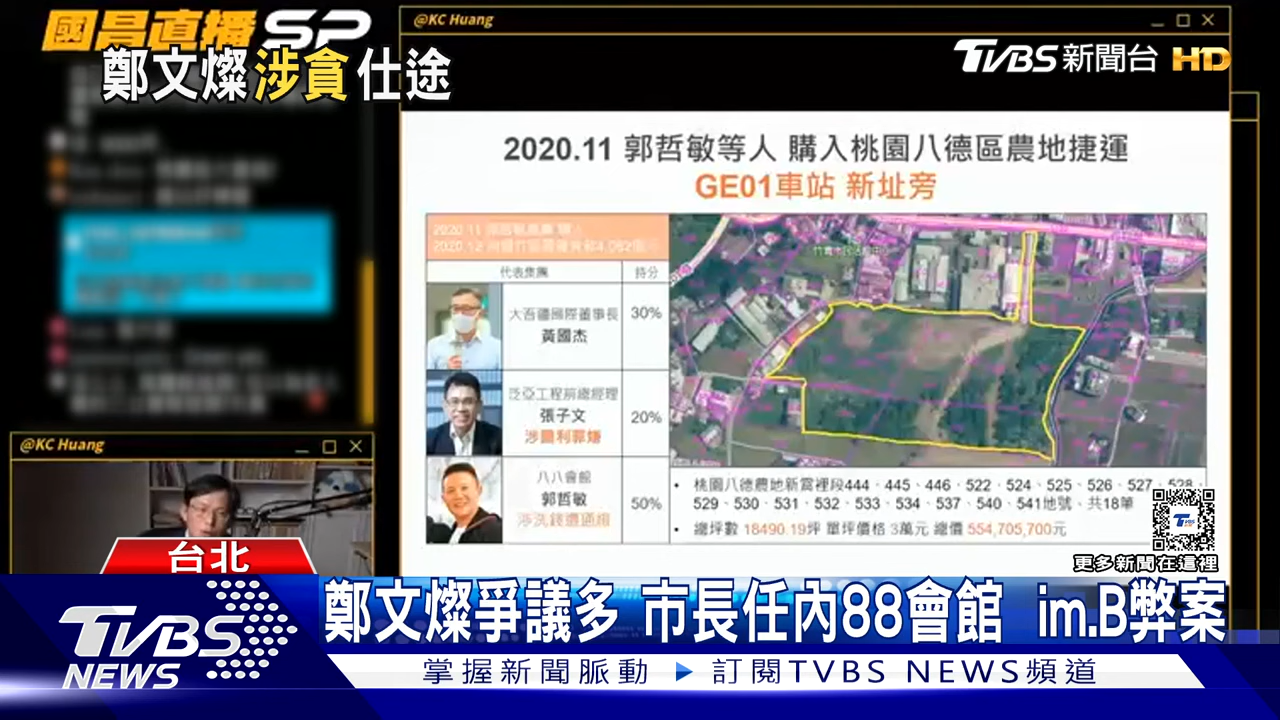 國昌直播SP
鄭文燦涉貪仕途
@KC Huang
TVBS新聞台 HD
2020.11 郭哲敏等人 購入桃園八德區農地捷運
GE01車站 新址旁
代表集團 持分
大吾疆國際董事長
黃國杰
30%
泛亞工程前總經理
張子文
涉圖利罪嫌
20%
八八會館
郭哲敏
涉洗錢遭通緝
50%
• 桃園八德農地新霄裡段444、445、446、522、524、525、526、527、528、
529、530、531、532、533、534、537、540、541地號、共18筆
• 總坪數 18490.19坪 單坪價格 3萬元 總價 554,705,700元
TVBS
更多新聞在這裡
@KC Huang
台北
鄭文燦爭議多 市長任內88會館 im.B弊案
TVBS NEWS
掌握新聞脈動 ▶ 訂閱TVBS NEWS頻道